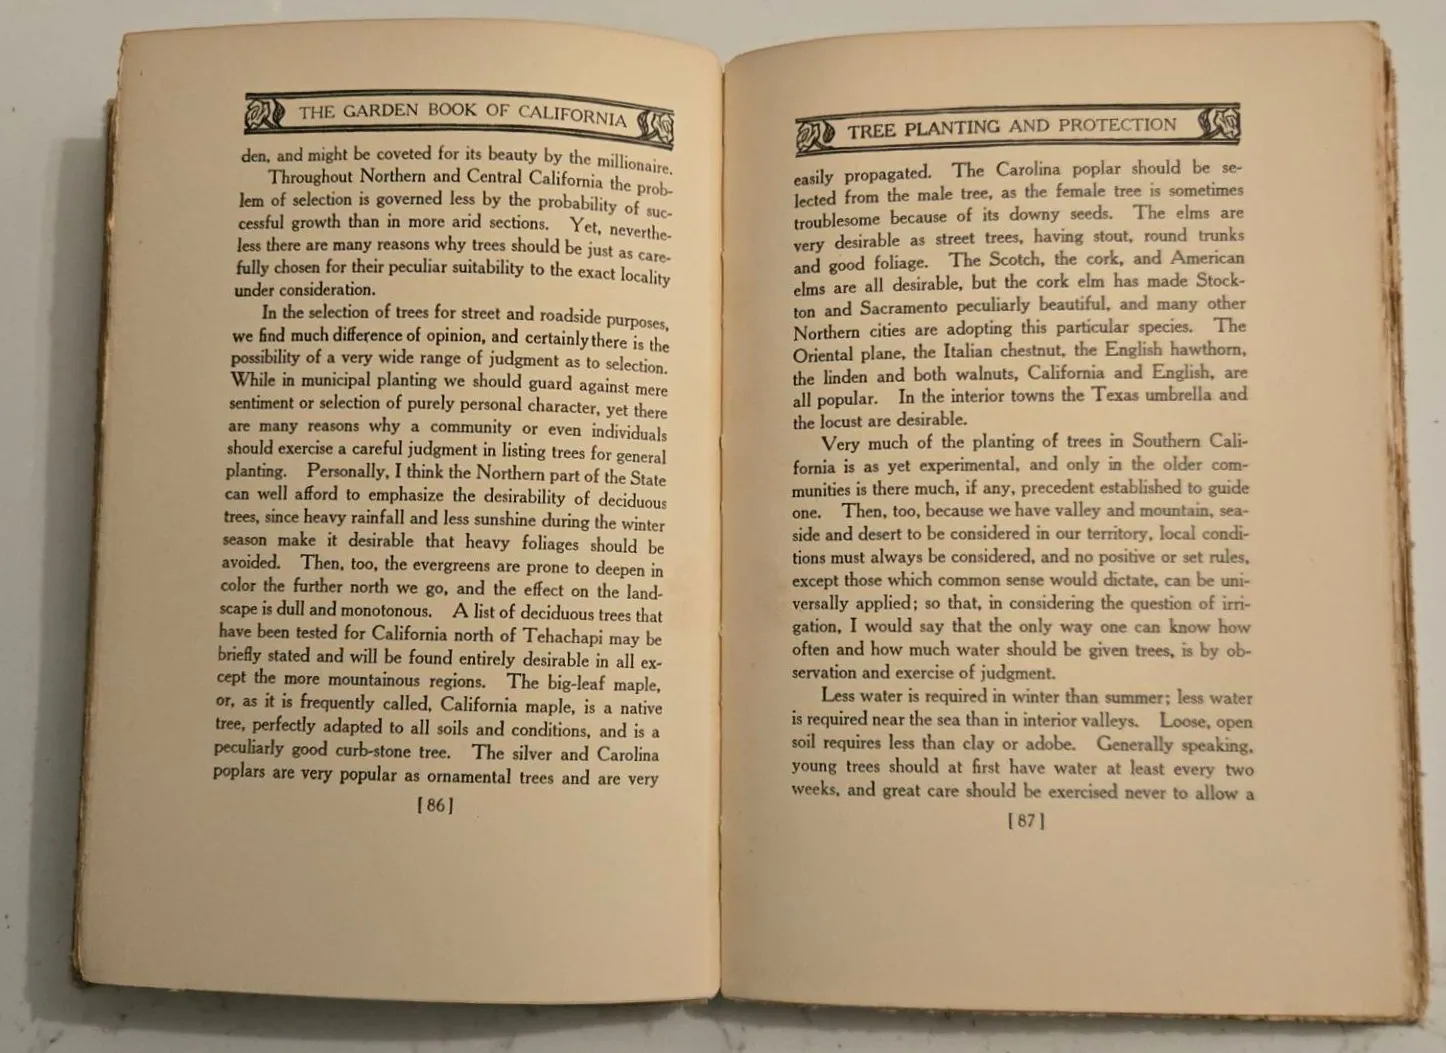 THE GARDEN BOOK OF CALIFORNIA
den, and might be coveted for its beauty by the millionaire.
Throughout Northern and Central California the prob-
lem of selection is governed less by the probability of suc-
cessful growth than in more arid sections. Yet, neverthe-
less there are many reasons why trees should be just as care-
fully chosen for their peculiar suitability to the exact locality
under consideration.
In the selection of trees for street and roadside purposes,
we find much difference of opinion, and certainly there is the
possibility of a very wide range of judgment as to selection.
While in municipal planting we should guard against mere
sentiment or selection of purely personal character, yet there
are many reasons why a community or even individuals
should exercise a careful judgment in listing trees for general
planting. Personally, I think the Northern part of the State
can well afford to emphasize the desirability of deciduous
trees, since heavy rainfall and less sunshine during the winter
season make it desirable that heavy foliages should be
avoided. Then, too, the evergreens are prone to deepen in
color the further north we go, and the effect on the land-
scape is dull and monotonous. A list of deciduous trees that
have been tested for California north of Tehachapi may be
briefly stated and will be found entirely desirable in all ex-
cept the more mountainous regions. The big-leaf maple,
or, as it is frequently called, California maple, is a native
tree, perfectly adapted to all soils and conditions, and is a
peculiarly good curb-stone tree. The silver and Carolina
poplars are very popular as ornamental trees and are very
[86]
TREE PLANTING AND PROTECTION
easily propagated. The Carolina poplar should be se-
lected from the male tree, as the female tree is sometimes
troublesome because of its downy seeds. The elms are
very desirable as street trees, having stout, round trunks
and good foliage. The Scotch, the cork, and American
elms are all desirable, but the cork elm has made Stock-
ton and Sacramento peculiarly beautiful, and many other
Northern cities are adopting this particular species. The
Oriental plane, the Italian chestnut, the English hawthorn,
the linden and both walnuts, California and English, are
all popular. In the interior towns the Texas umbrella and
the locust are desirable.
Very much of the planting of trees in Southern Cali-
fornia is as yet experimental, and only in the older com-
munities is there much, if any, precedent established to guide
one. Then, too, because we have valley and mountain, sea-
side and desert to be considered in our territory, local condi-
tions must always be considered, and no positive or set rules,
except those which common sense would dictate, can be uni-
versally applied; so that, in considering the question of irri-
gation, I would say that the only way one can know how
often and how much water should be given trees, is by ob-
servation and exercise of judgment.
Less water is required in winter than summer; less water
is required near the sea than in interior valleys. Loose, open
soil requires less than clay or adobe. Generally speaking,
young trees should at first have water at least every two
weeks, and great care should be exercised never to allow a
[87]